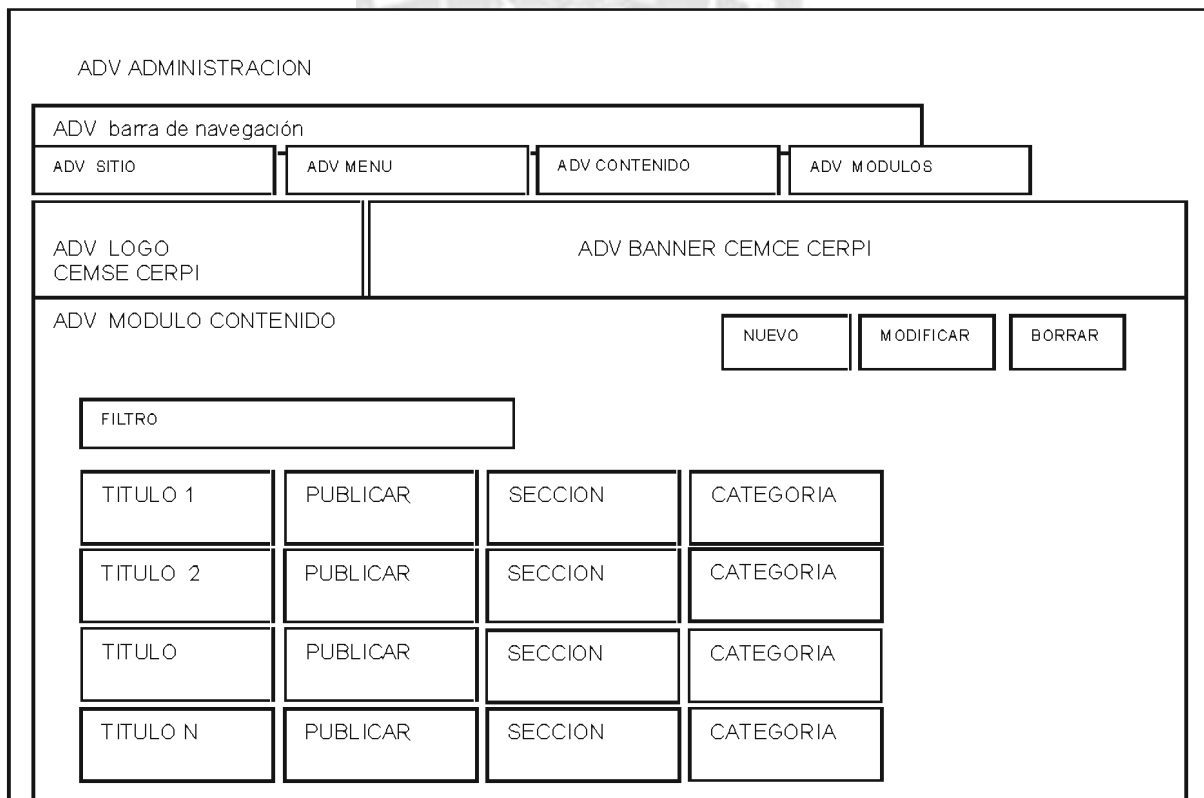 ADV ADMINISTRACION
ADV barra de navegación
ADV SITIO
ADV MENU
ADV CONTENIDO
ADV MODULOS
ADV LOGO
CEMSE CERPI
ADV BANNER CEMCE CERPI
ADV MODULO CONTENIDO
NUEVO
MODIFICAR
BORRAR
FILTRO
TITULO 1
PUBLICAR
SECCION
CATEGORIA
TITULO 2
PUBLICAR
SECCION
CATEGORIA
TITULO
PUBLICAR
SECCION
CATEGORIA
TITULO N
PUBLICAR
SECCION
CATEGORIA